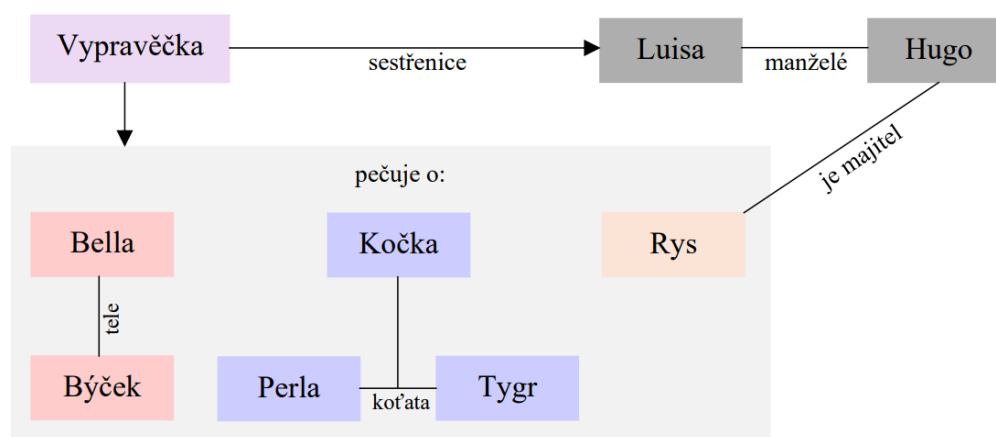 Vypravěčka
sestřenice
Luisa
manželé
Hugo
je majitel
pečuje o:
Bella
Kočka
Rys
tele
Býček
Perla
koťata
Tygr